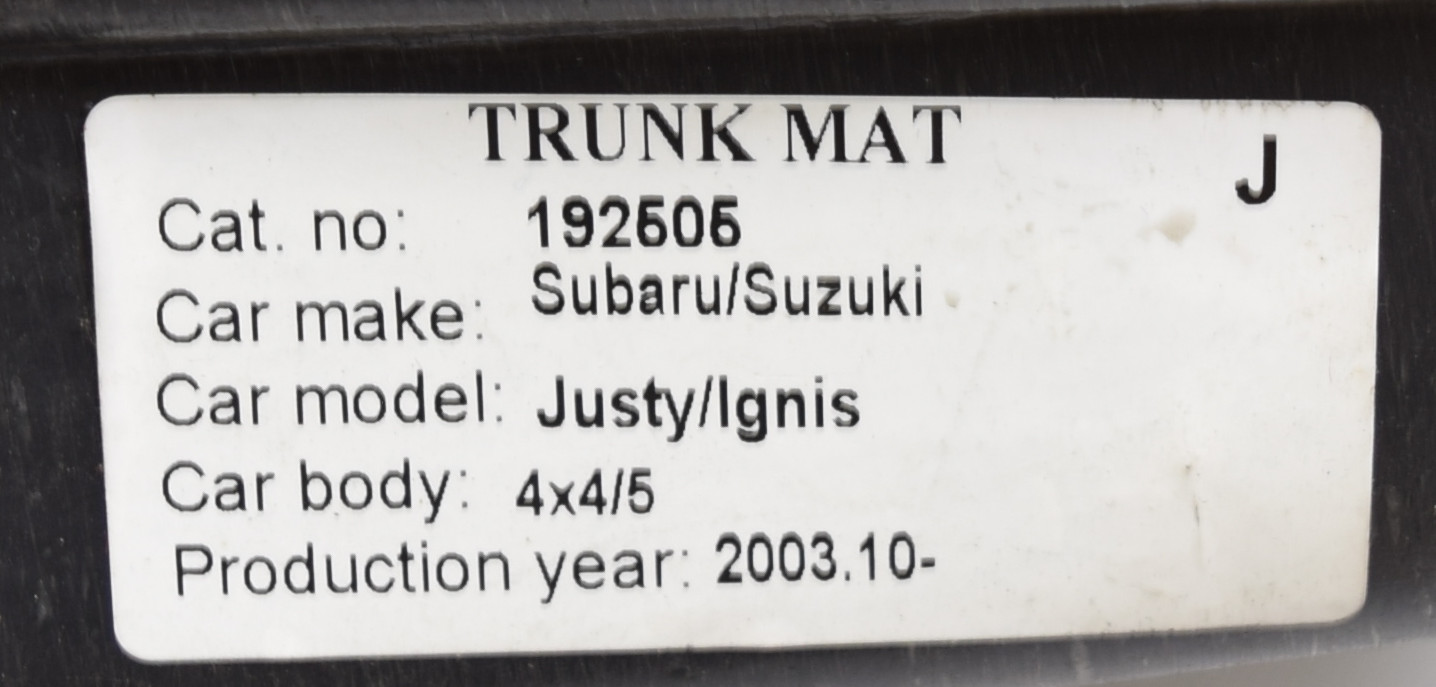 TRUNK MAT
J
Cat. no: 192505
Car make: Subaru/Suzuki
Car model: Justy/Ignis
Car body: 4x4/5
Production year: 2003.10-